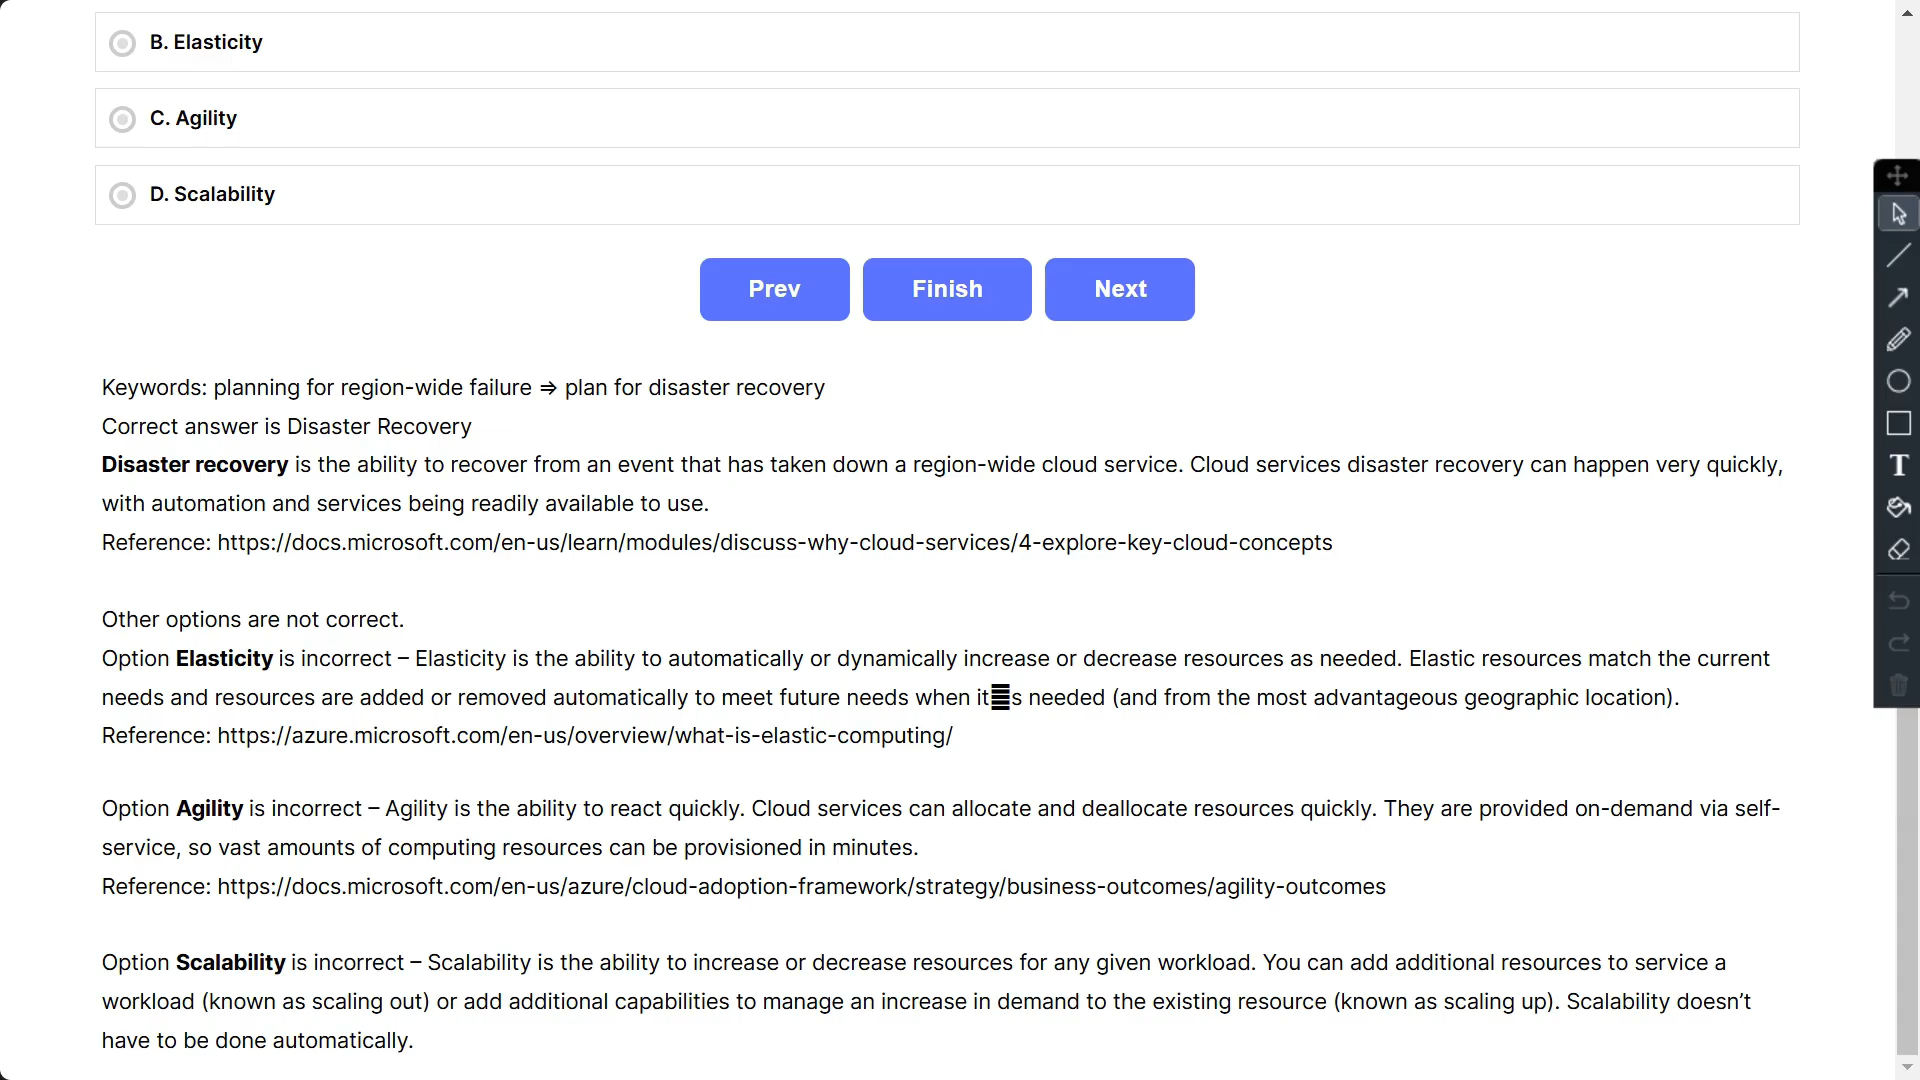 B. Elasticity
C. Agility
D. Scalability
Prev Finish Next
Keywords: planning for region-wide failure => plan for disaster recovery
Correct answer is Disaster Recovery
Disaster recovery is the ability to recover from an event that has taken down a region-wide cloud service. Cloud services disaster recovery can happen very quickly,
with automation and services being readily available to use.
Reference: https://docs.microsoft.com/en-us/learn/modules/discuss-why-cloud-services/4-explore-key-cloud-concepts
Other options are not correct.
Option Elasticity is incorrect – Elasticity is the ability to automatically or dynamically increase or decrease resources as needed. Elastic resources match the current
needs and resources are added or removed automatically to meet future needs when it𝌆s needed (and from the most advantageous geographic location).
Reference: https://azure.microsoft.com/en-us/overview/what-is-elastic-computing/
Option Agility is incorrect – Agility is the ability to react quickly. Cloud services can allocate and deallocate resources quickly. They are provided on-demand via self-
service, so vast amounts of computing resources can be provisioned in minutes.
Reference: https://docs.microsoft.com/en-us/azure/cloud-adoption-framework/strategy/business-outcomes/agility-outcomes
Option Scalability is incorrect – Scalability is the ability to increase or decrease resources for any given workload. You can add additional resources to service a
workload (known as scaling out) or add additional capabilities to manage an increase in demand to the existing resource (known as scaling up). Scalability doesn’t
have to be done automatically.
T